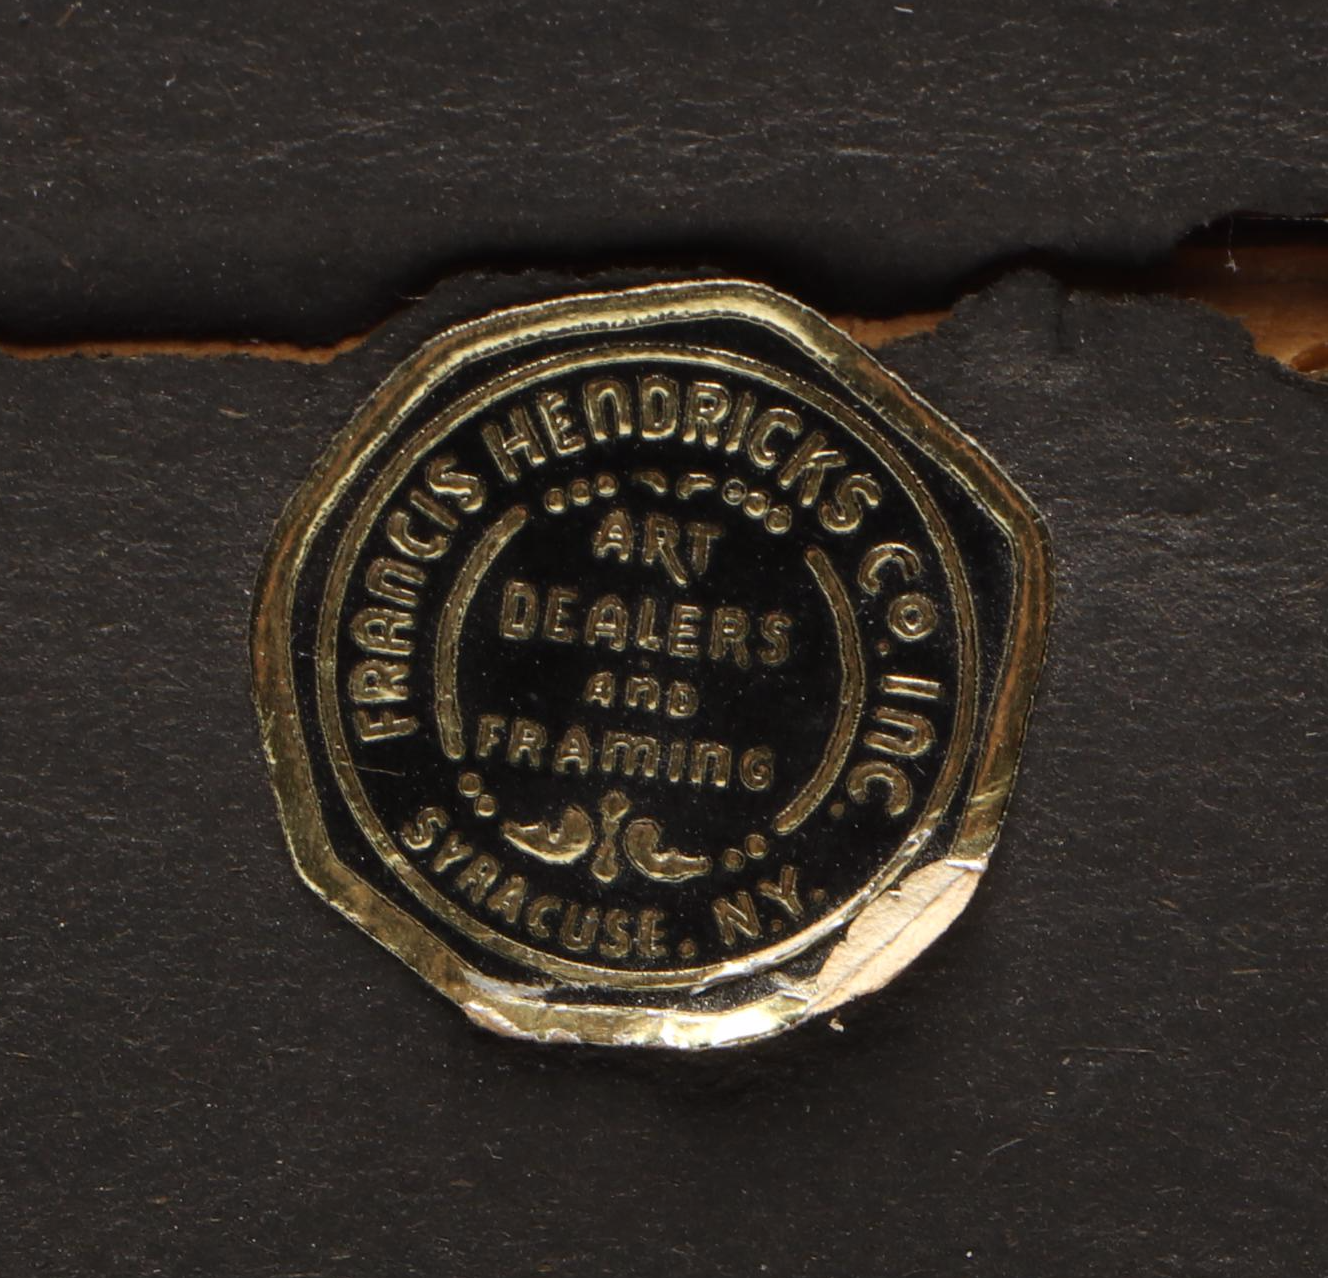 FRANCIS HENDRICKS CO. INC.
ART
DEALERS
AND
FRAMING
SYRACUSE. N.Y.